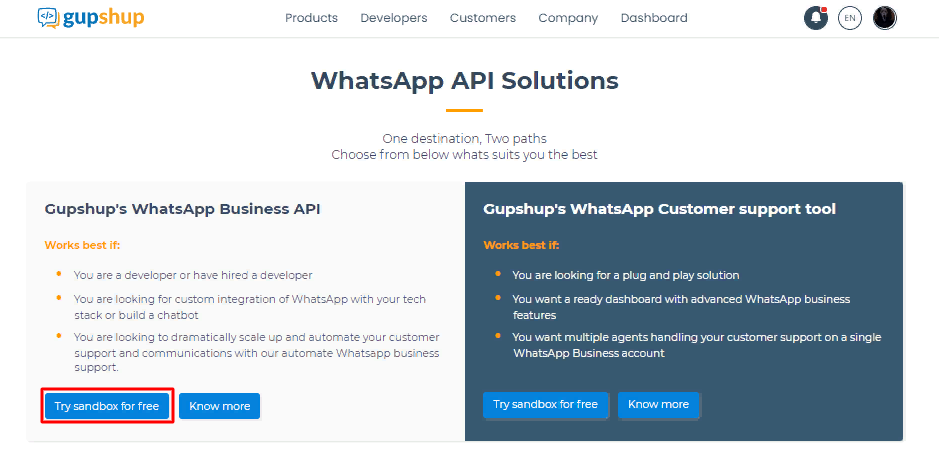 gupshup
Products Developers Customers Company Dashboard
EN
WhatsApp API Solutions
One destination, Two paths
Choose from below whats suits you the best
Gupshup's WhatsApp Business API
Works best if:
You are a developer or have hired a developer
You are looking for custom integration of WhatsApp with your tech
stack or build a chatbot
You are looking to dramatically scale up and automate your customer
support and communications with our automate Whatsapp business
support.
Try sandbox for free
Know more
Gupshup's WhatsApp Customer support tool
Works best if:
You are looking for a plug and play solution
You want a ready dashboard with advanced WhatsApp business
features
You want multiple agents handling your customer support on a single
WhatsApp Business account
Try sandbox for free
Know more